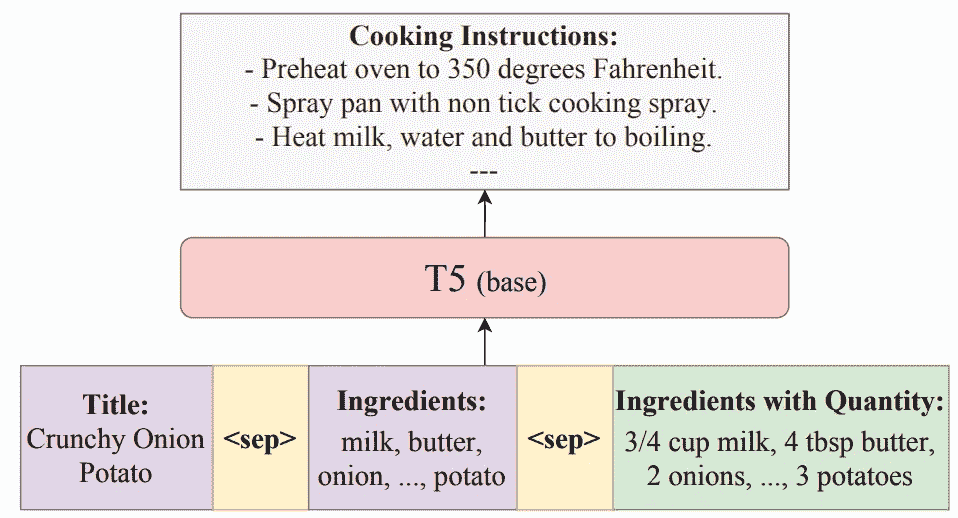 Cooking Instructions:
- Preheat oven to 350 degrees Fahrenheit.
- Spray pan with non tick cooking spray.
- Heat milk, water and butter to boiling.
---
T5 (base)
Title:
Crunchy Onion
Potato
<sep>
Ingredients:
milk, butter,
onion, ..., potato
<sep>
Ingredients with Quantity:
3/4 cup milk, 4 tbsp butter,
2 onions, ..., 3 potatoes